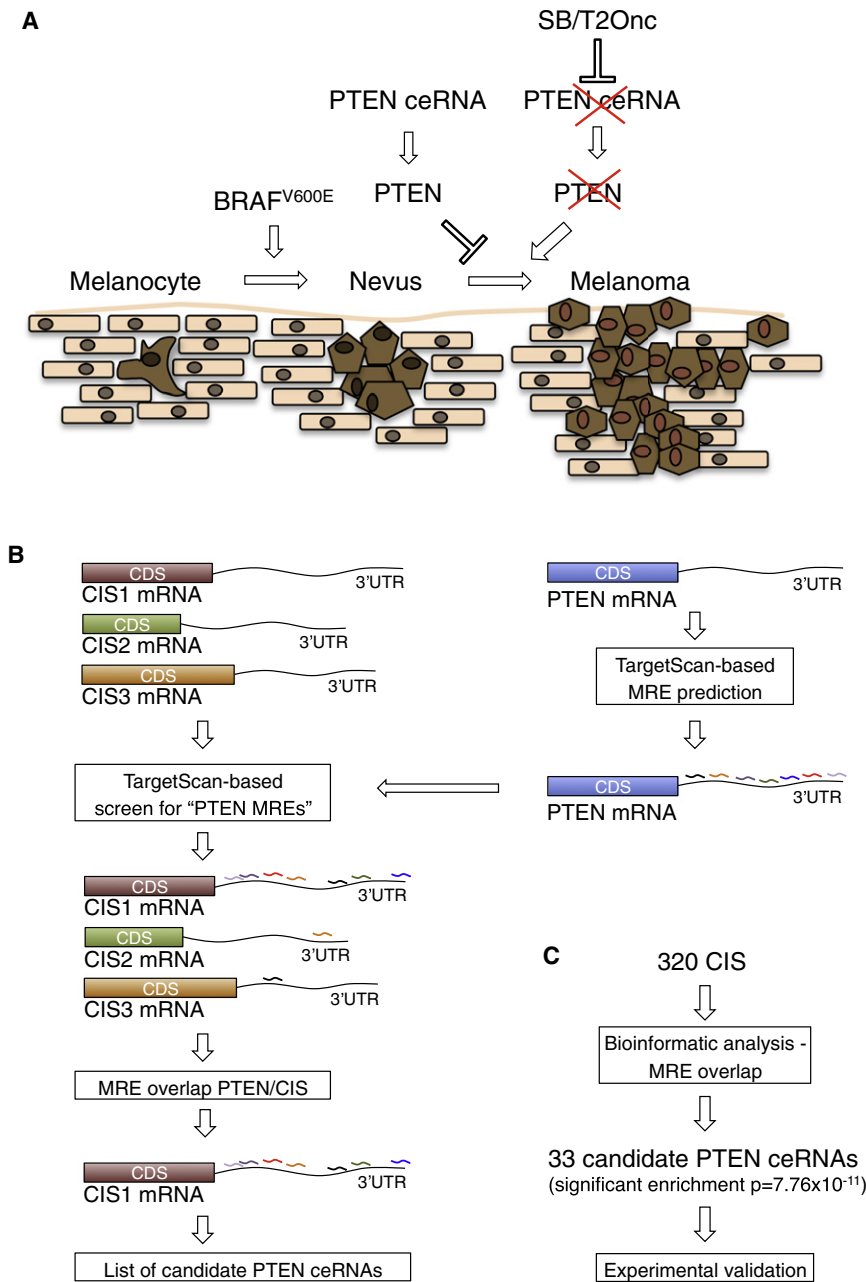 A
SB/T2Onc
PTEN ceRNA
PTEN ceRNA
BRAFV600E
PTEN
PTEN
Melanocyte
Nevus
Melanoma
B
CDS
3'UTR
CIS1 mRNA
CDS
3'UTR
CIS2 mRNA
CDS
3'UTR
CIS3 mRNA
TargetScan-based
screen for "PTEN MREs"
CDS
3'UTR
CIS1 mRNA
CDS
3'UTR
CIS2 mRNA
CDS
3'UTR
CIS3 mRNA
MRE overlap PTEN/CIS
CDS
3'UTR
CIS1 mRNA
List of candidate PTEN ceRNAs
CDS
3'UTR
PTEN mRNA
TargetScan-based
MRE prediction
CDS
3'UTR
PTEN mRNA
C
320 CIS
Bioinformatic analysis -
MRE overlap
33 candidate PTEN ceRNAs
(significant enrichment p=7.76x10-11)
Experimental validation